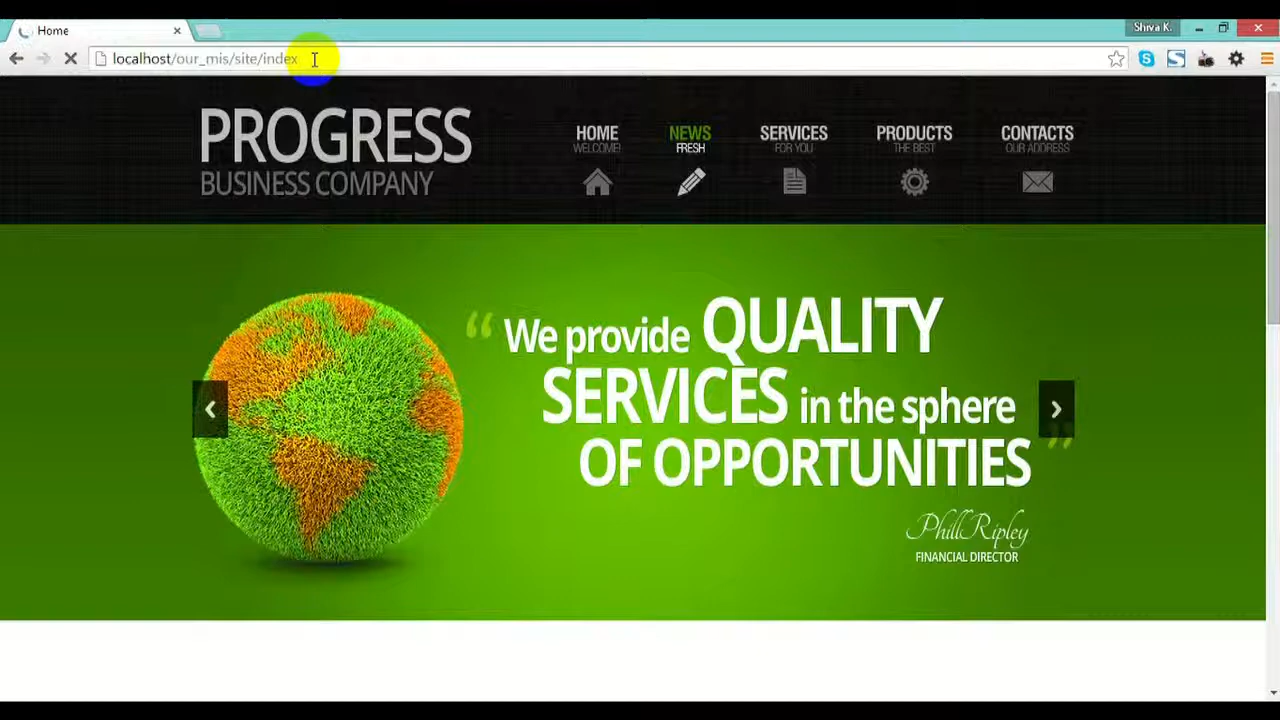 Home
Shiva K.
localhost/our_mis/site/index
PROGRESS
BUSINESS COMPANY
HOME
WELCOME!
NEWS
FRESH
SERVICES
FOR YOU
PRODUCTS
THE BEST
CONTACTS
OUR ADDRESS
“ We provide QUALITY
SERVICES in the sphere
OF OPPORTUNITIES ”
Phill Ripley
FINANCIAL DIRECTOR